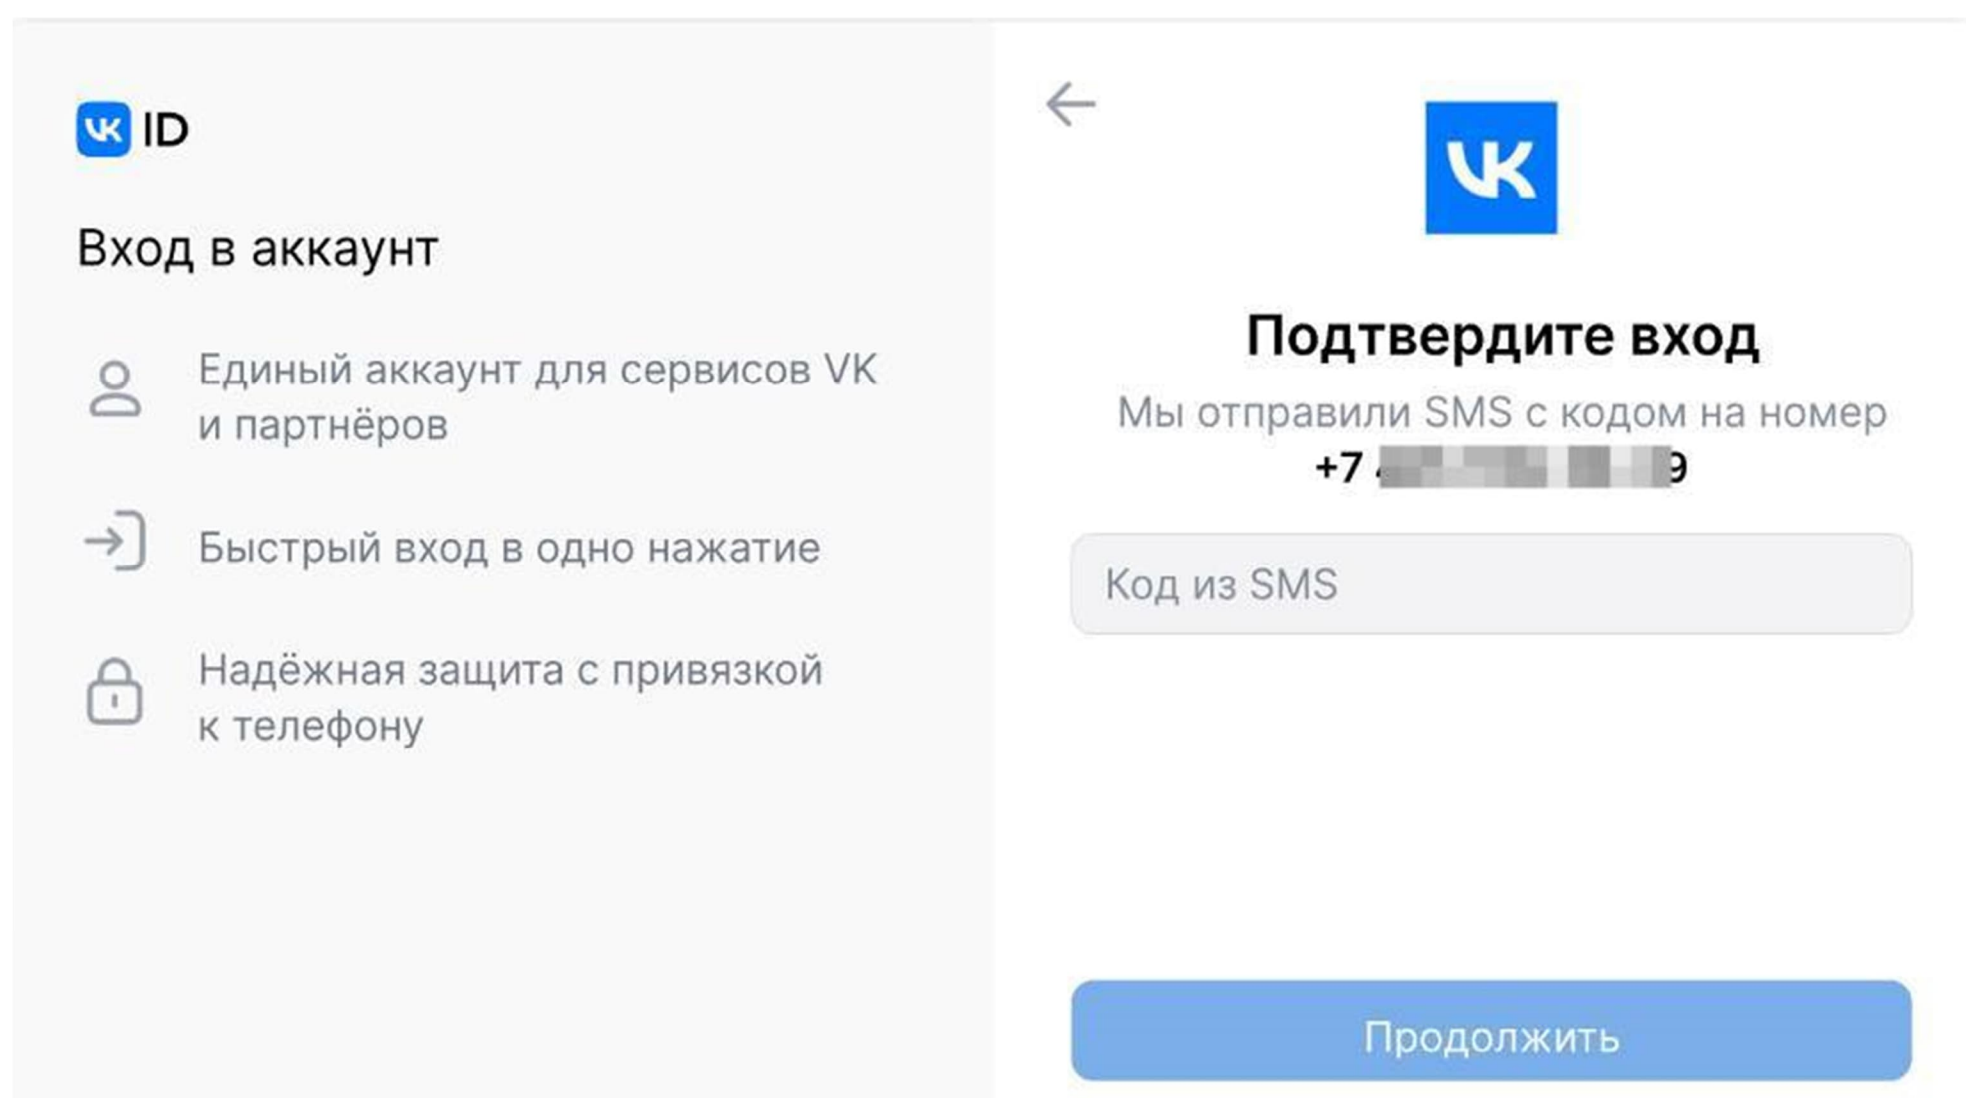 VK ID
Вход в аккаунт
Единый аккаунт для сервисов VK
и партнёров
Быстрый вход в одно нажатие
Надёжная защита с привязкой
к телефону
VK
Подтвердите вход
Мы отправили SMS с кодом на номер
+7 9
Код из SMS
Продолжить